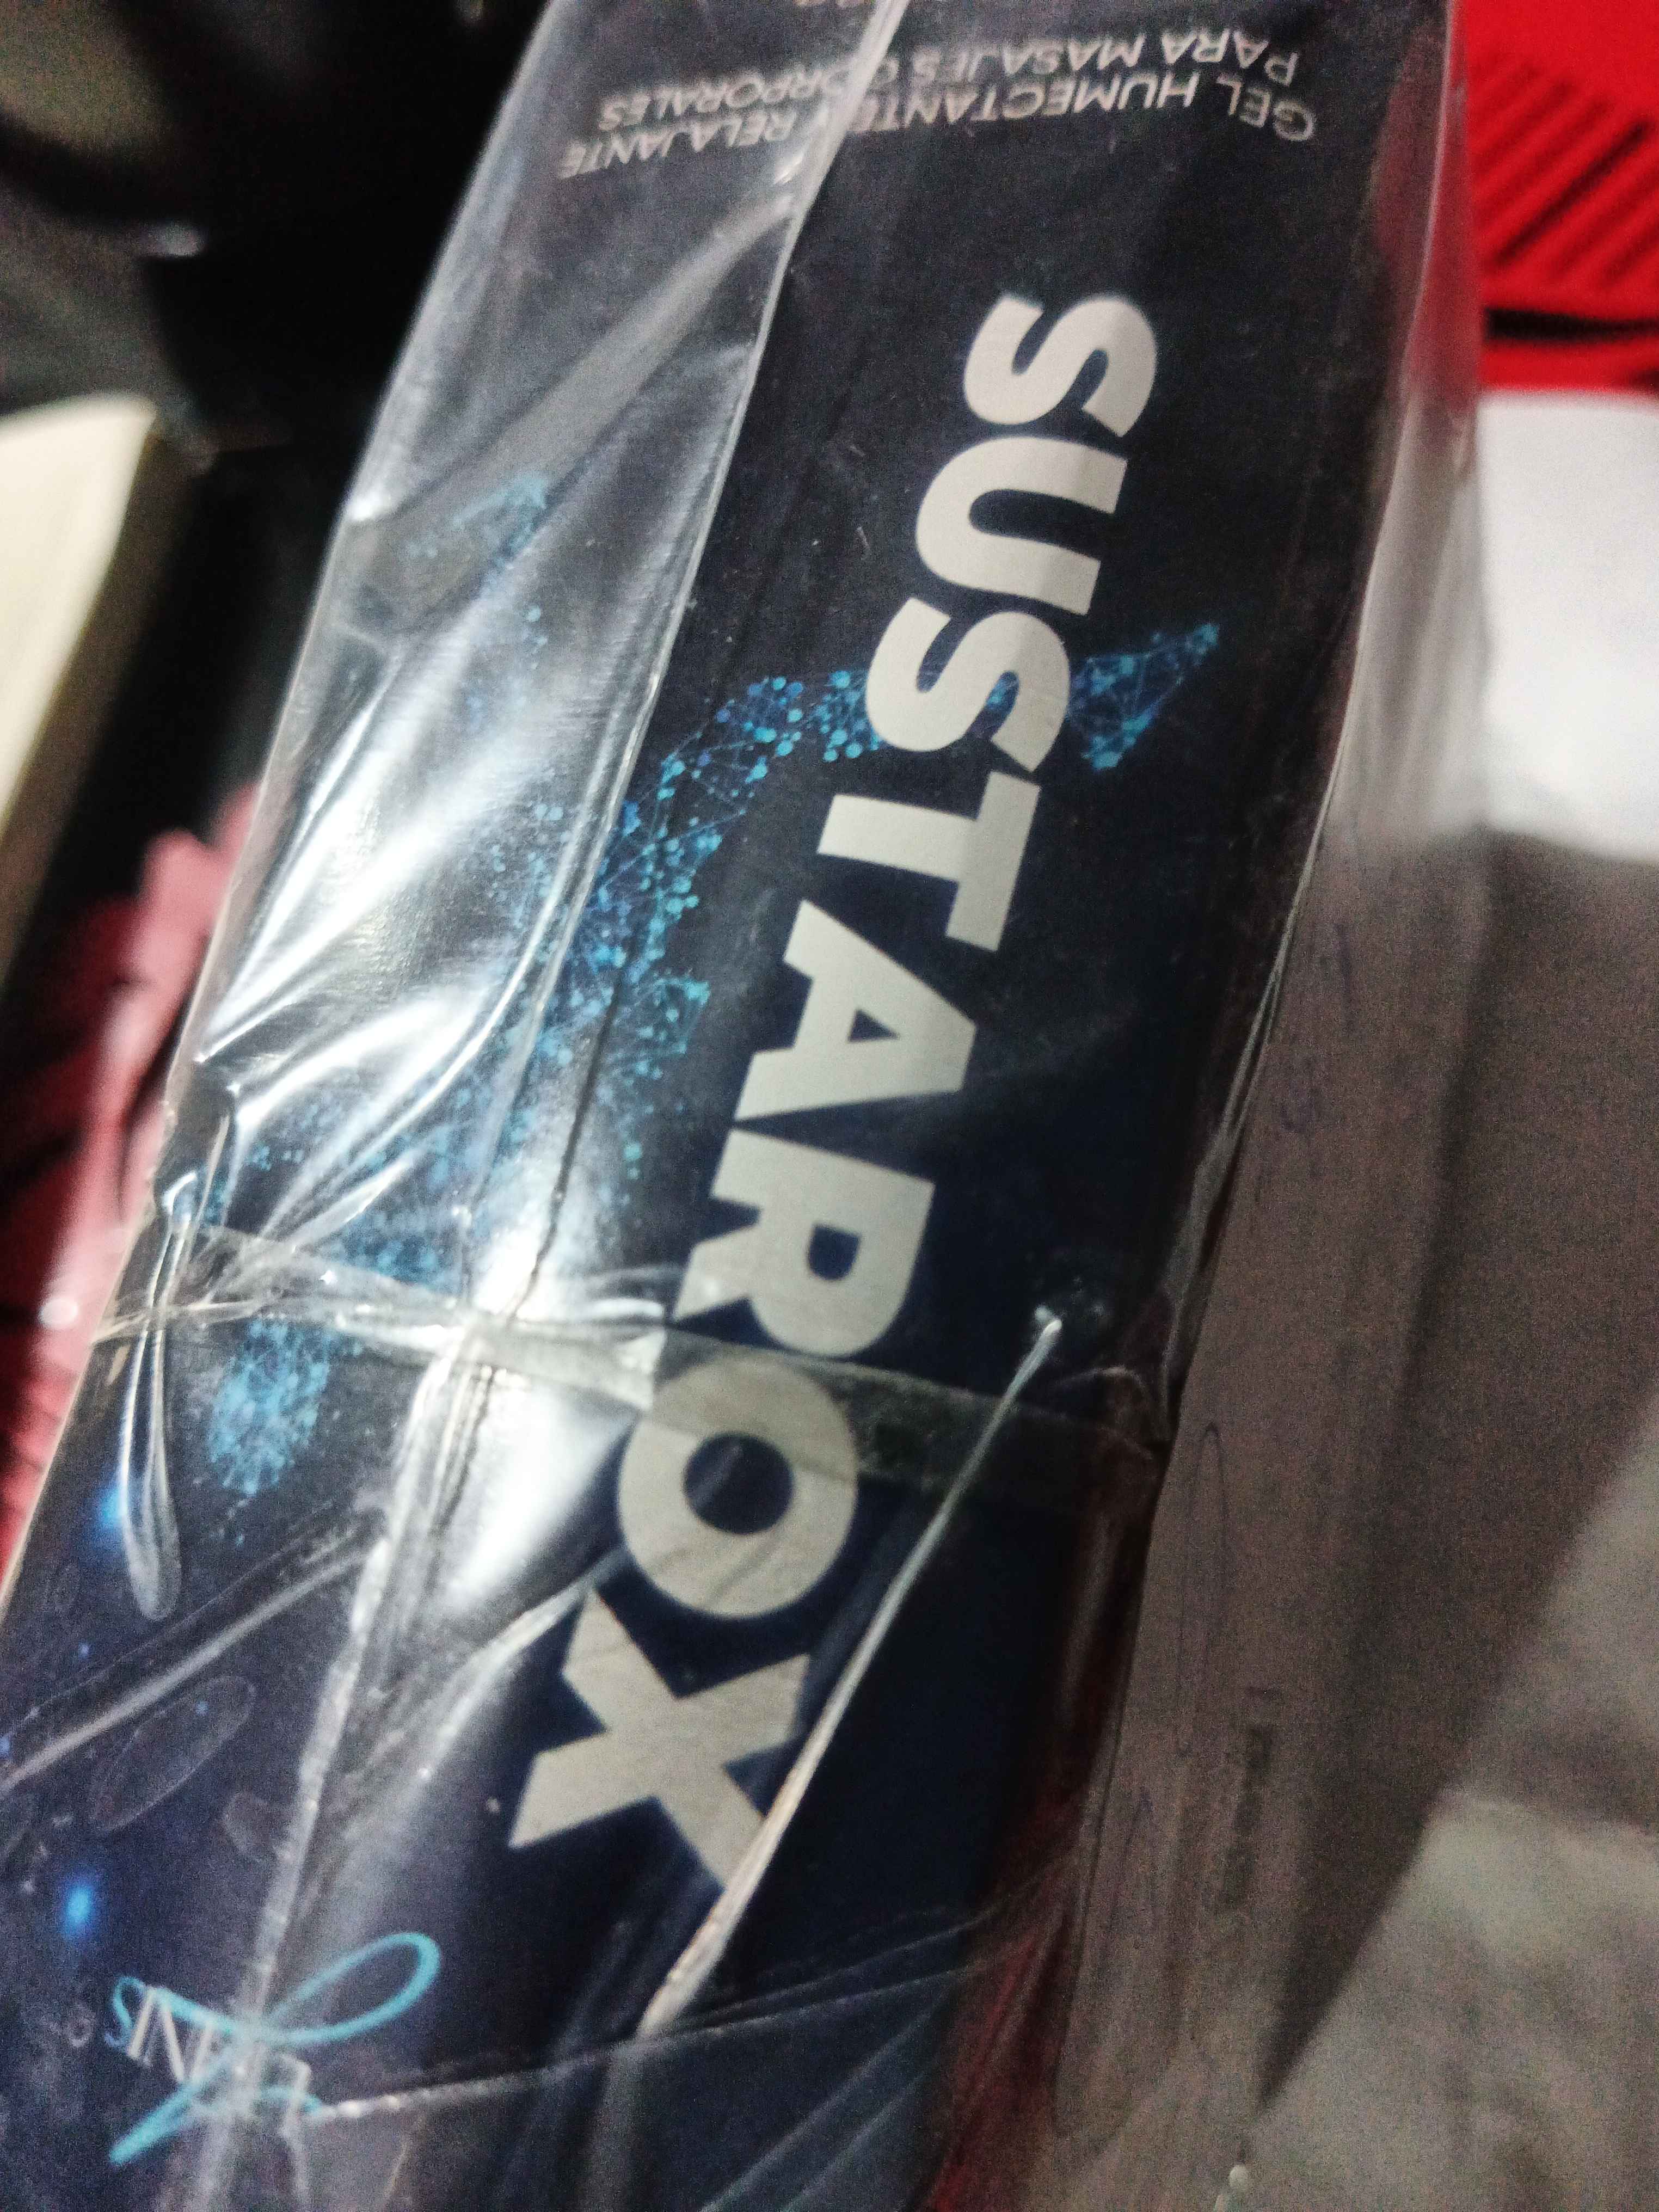 GEL HUMECTANTE Y RELAJANTE
PARA MASAJES CORPORALES
SUSTAROX